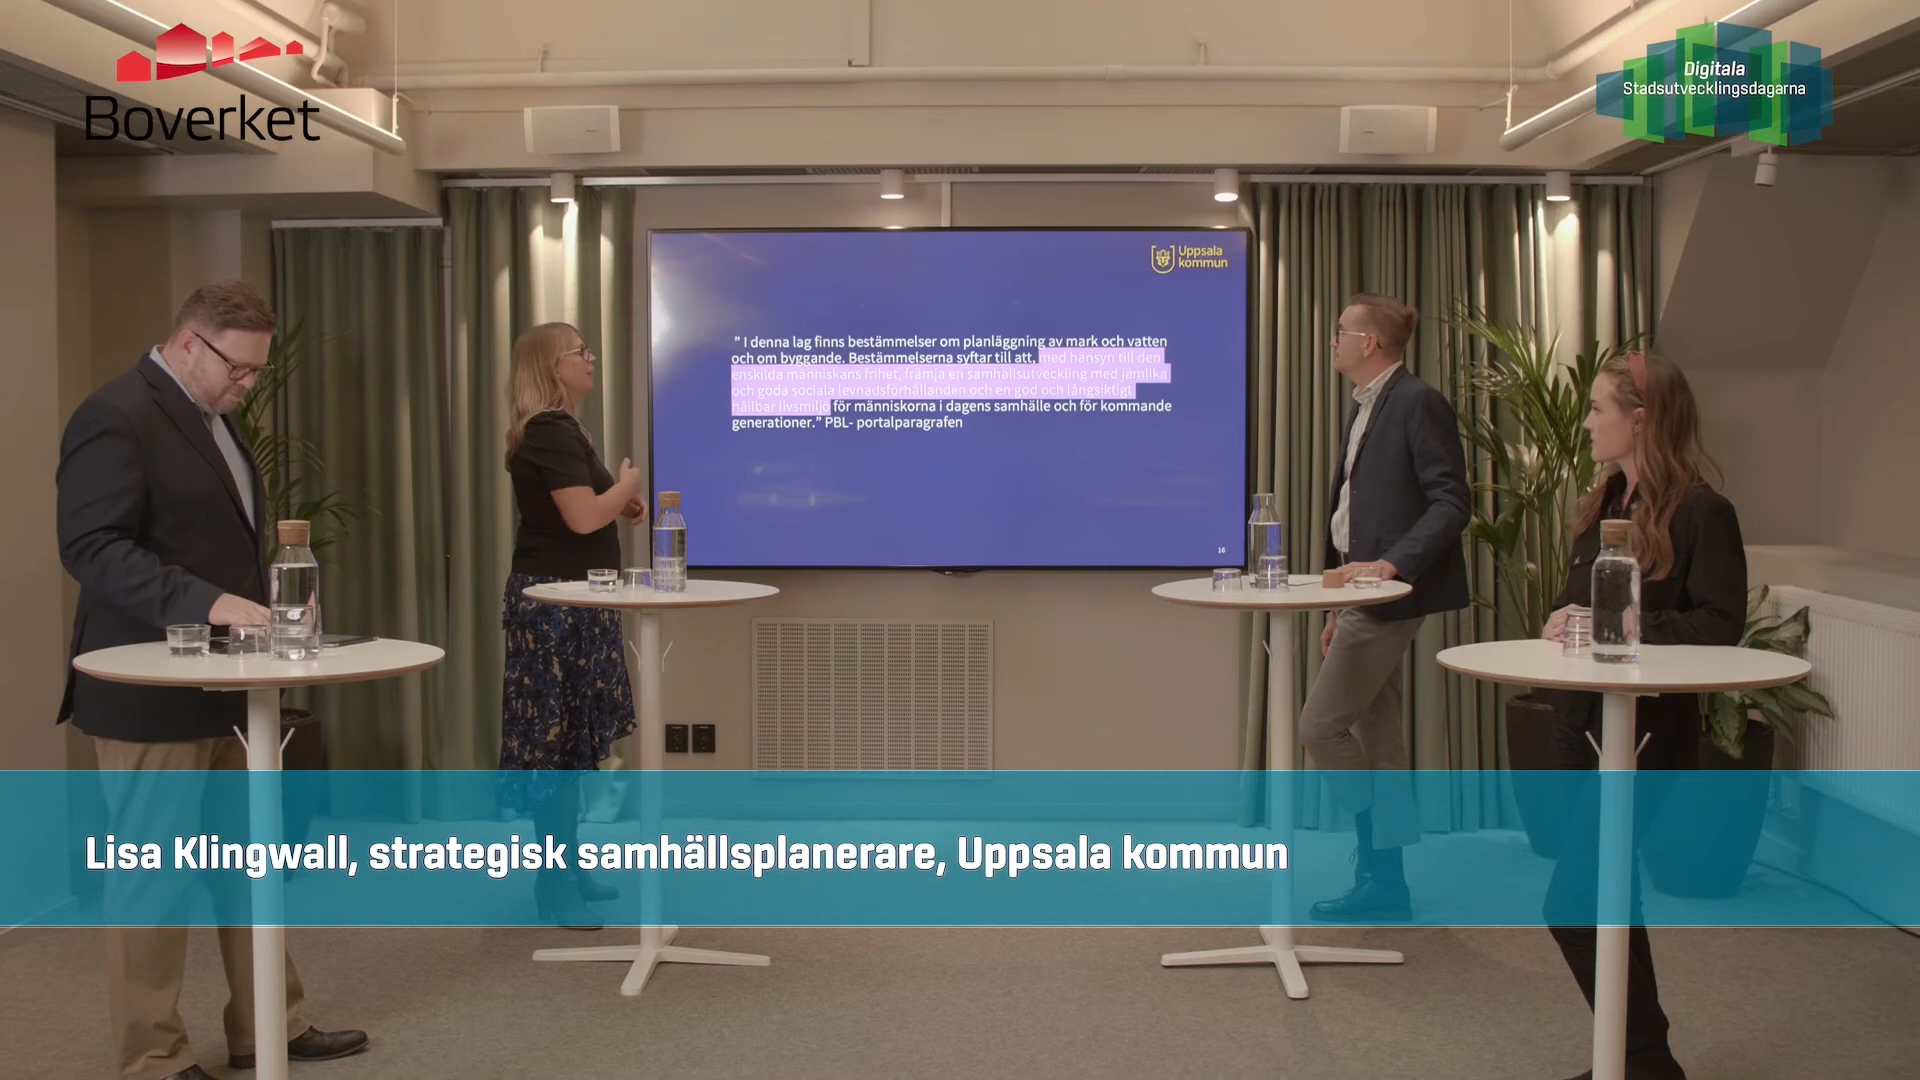 Boverket
Digitala
Stadsutvecklingsdagarna
Uppsala
kommun
” I denna lag finns bestämmelser om planläggning av mark och vatten
och om byggande. Bestämmelserna syftar till att, med hänsyn till den
enskilda människans frihet, främja en samhällsutveckling med jämlika
och goda sociala levnadsförhållanden och en god och långsiktigt
hållbar livsmiljö för människorna i dagens samhälle och för kommande
generationer.” PBL- portalparagrafen
16
Lisa Klingwall, strategisk samhällsplanerare, Uppsala kommun